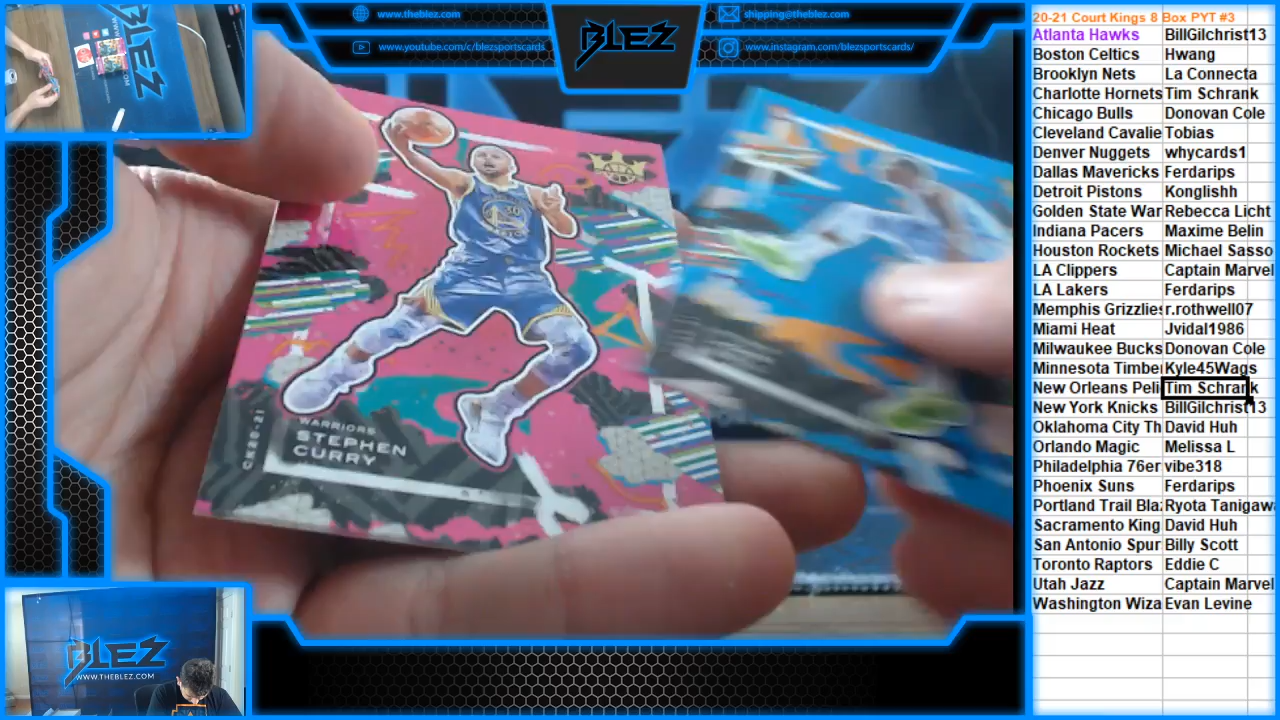 www.theblez.com
www.youtube.com/c/blezsportscards
BLEZ
shipping@theblez.com
www.instagram.com/blezsportscards/
20-21 Court Kings 8 Box PYT #3
Atlanta Hawks BillGilchrist13
Boston Celtics Hwang
Brooklyn Nets La Connecta
Charlotte Hornets Tim Schrank
Chicago Bulls Donovan Cole
Cleveland Cavalie Tobias
Denver Nuggets whycards1
Dallas Mavericks Ferdarips
Detroit Pistons Konglishh
Golden State War Rebecca Licht
Indiana Pacers Maxime Belin
Houston Rockets Michael Sasso
LA Clippers Captain Marvel
LA Lakers Ferdarips
Memphis Grizzlies r.rothwell07
Miami Heat Jvidal1986
Milwaukee Bucks Donovan Cole
Minnesota Timber Kyle45Wags
New Orleans Peli Tim Schrank
New York Knicks BillGilchrist13
Oklahoma City Th David Huh
Orlando Magic Melissa L
Philadelphia 76er vibe318
Phoenix Suns Ferdarips
Portland Trail Blaz Ryota Tanigawa
Sacramento King David Huh
San Antonio Spur Billy Scott
Toronto Raptors Eddie C
Utah Jazz Captain Marvel
Washington Wiza Evan Levine
30
WARRIORS
STEPHEN
CURRY
BLEZ
BLEZ
WWW.THEBLEZ.COM